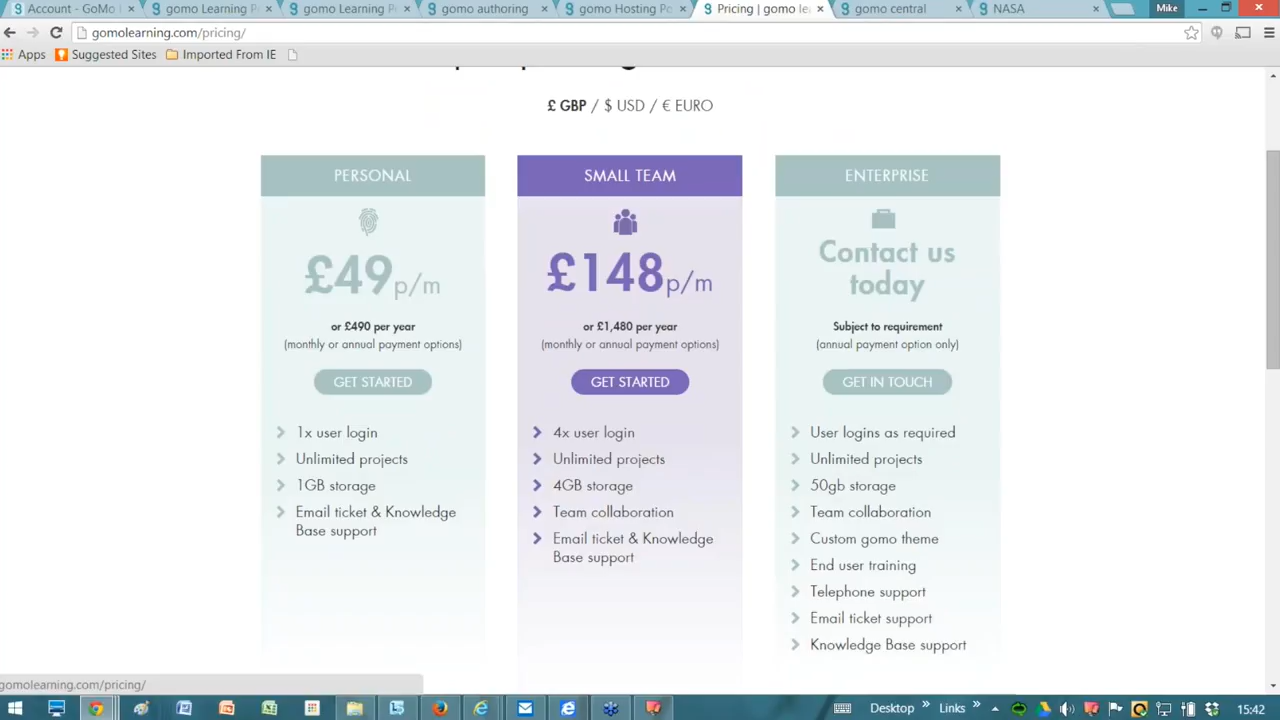 Account - GoMo l
gomo Learning P
gomo Learning P
gomo authoring
gomo Hosting Po
Pricing | gomo le
gomo central
NASA
Mike
gomolearning.com/pricing/
Apps
Suggested Sites
Imported From IE
£ GBP / $ USD / € EURO
PERSONAL
£49 p/m
or £490 per year
(monthly or annual payment options)
GET STARTED
1x user login
Unlimited projects
1GB storage
Email ticket & Knowledge
Base support
SMALL TEAM
£148 p/m
or £1,480 per year
(monthly or annual payment options)
GET STARTED
4x user login
Unlimited projects
4GB storage
Team collaboration
Email ticket & Knowledge
Base support
ENTERPRISE
Contact us
today
Subject to requirement
(annual payment option only)
GET IN TOUCH
User logins as required
Unlimited projects
50gb storage
Team collaboration
Custom gomo theme
End user training
Telephone support
Email ticket support
Knowledge Base support
gomolearning.com/pricing/
Desktop
Links
15:42